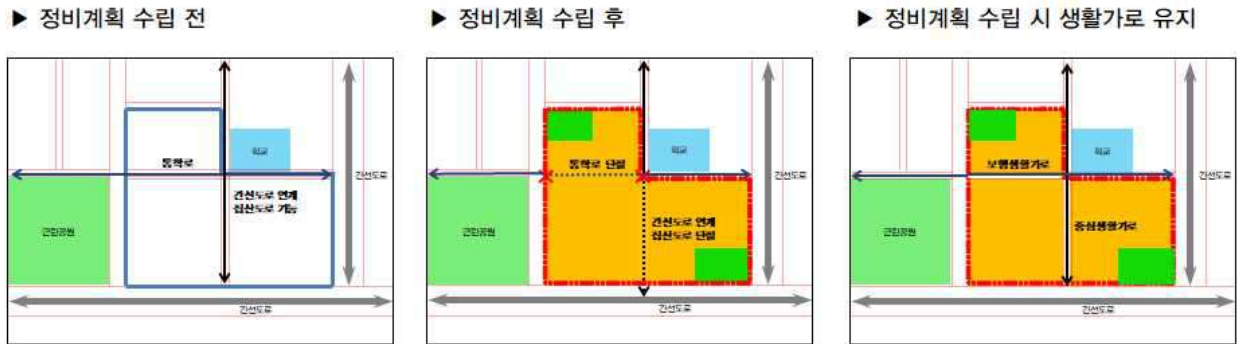 ▶ 정비계획 수립 전
▶ 정비계획 수립 후
▶ 정비계획 수립 시 생활가로 유지
통학로
학교
간선도로
간선도로 연계
집산도로 기능
근린공원
간선도로
통학로 단절
학교
간선도로
간선도로 연계
집산도로 단절
근린공원
간선도로
보행생활가로
학교
간선도로
중심생활가로
근린공원
간선도로